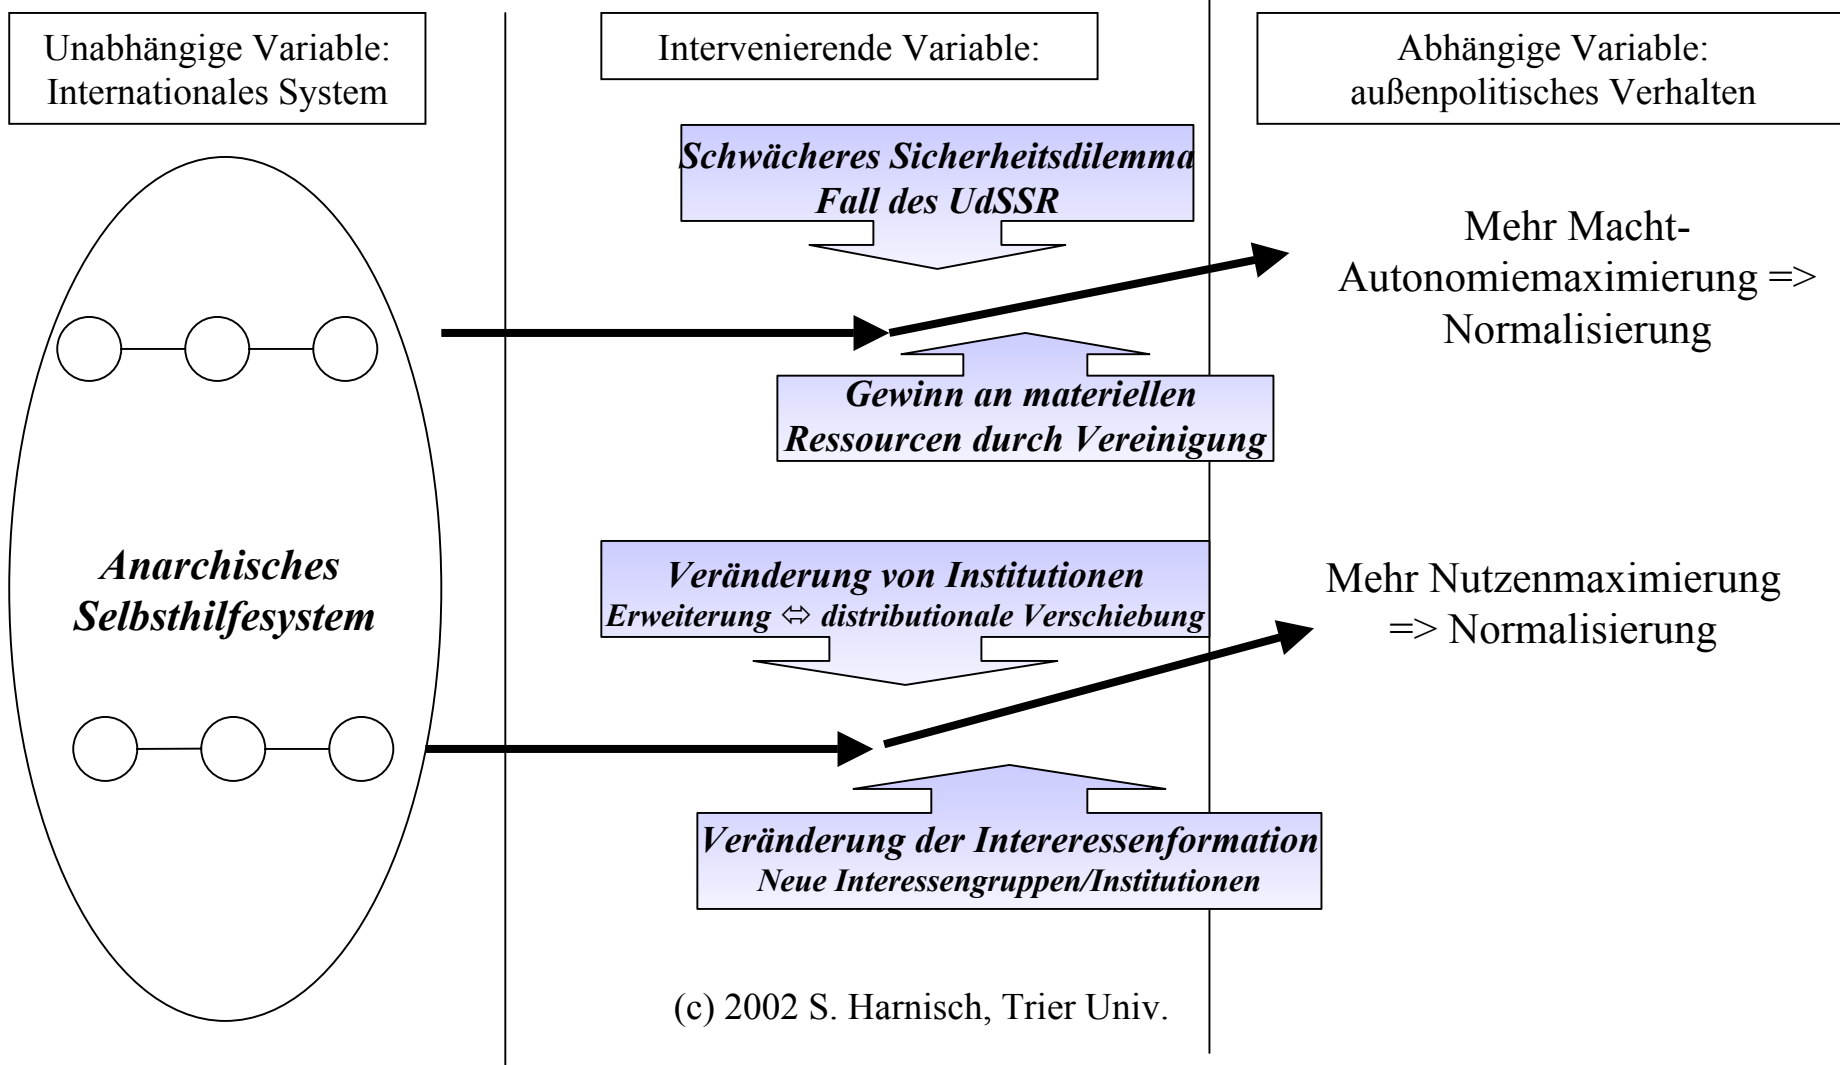 Unabhängige Variable:
Internationales System
Intervenierende Variable:
Abhängige Variable:
außenpolitisches Verhalten
Schwächeres Sicherheitsdilemma
Fall des UdSSR
Mehr Macht-
Autonomiemaximierung =>
Normalisierung
Gewinn an materiellen
Ressourcen durch Vereinigung
Anarchisches
Selbsthilfesystem
Veränderung von Institutionen
Erweiterung ⇔ distributionale Verschiebung
Mehr Nutzenmaximierung
=> Normalisierung
Veränderung der Intereressenformation
Neue Interessengruppen/Institutionen
(c) 2002 S. Harnisch, Trier Univ.